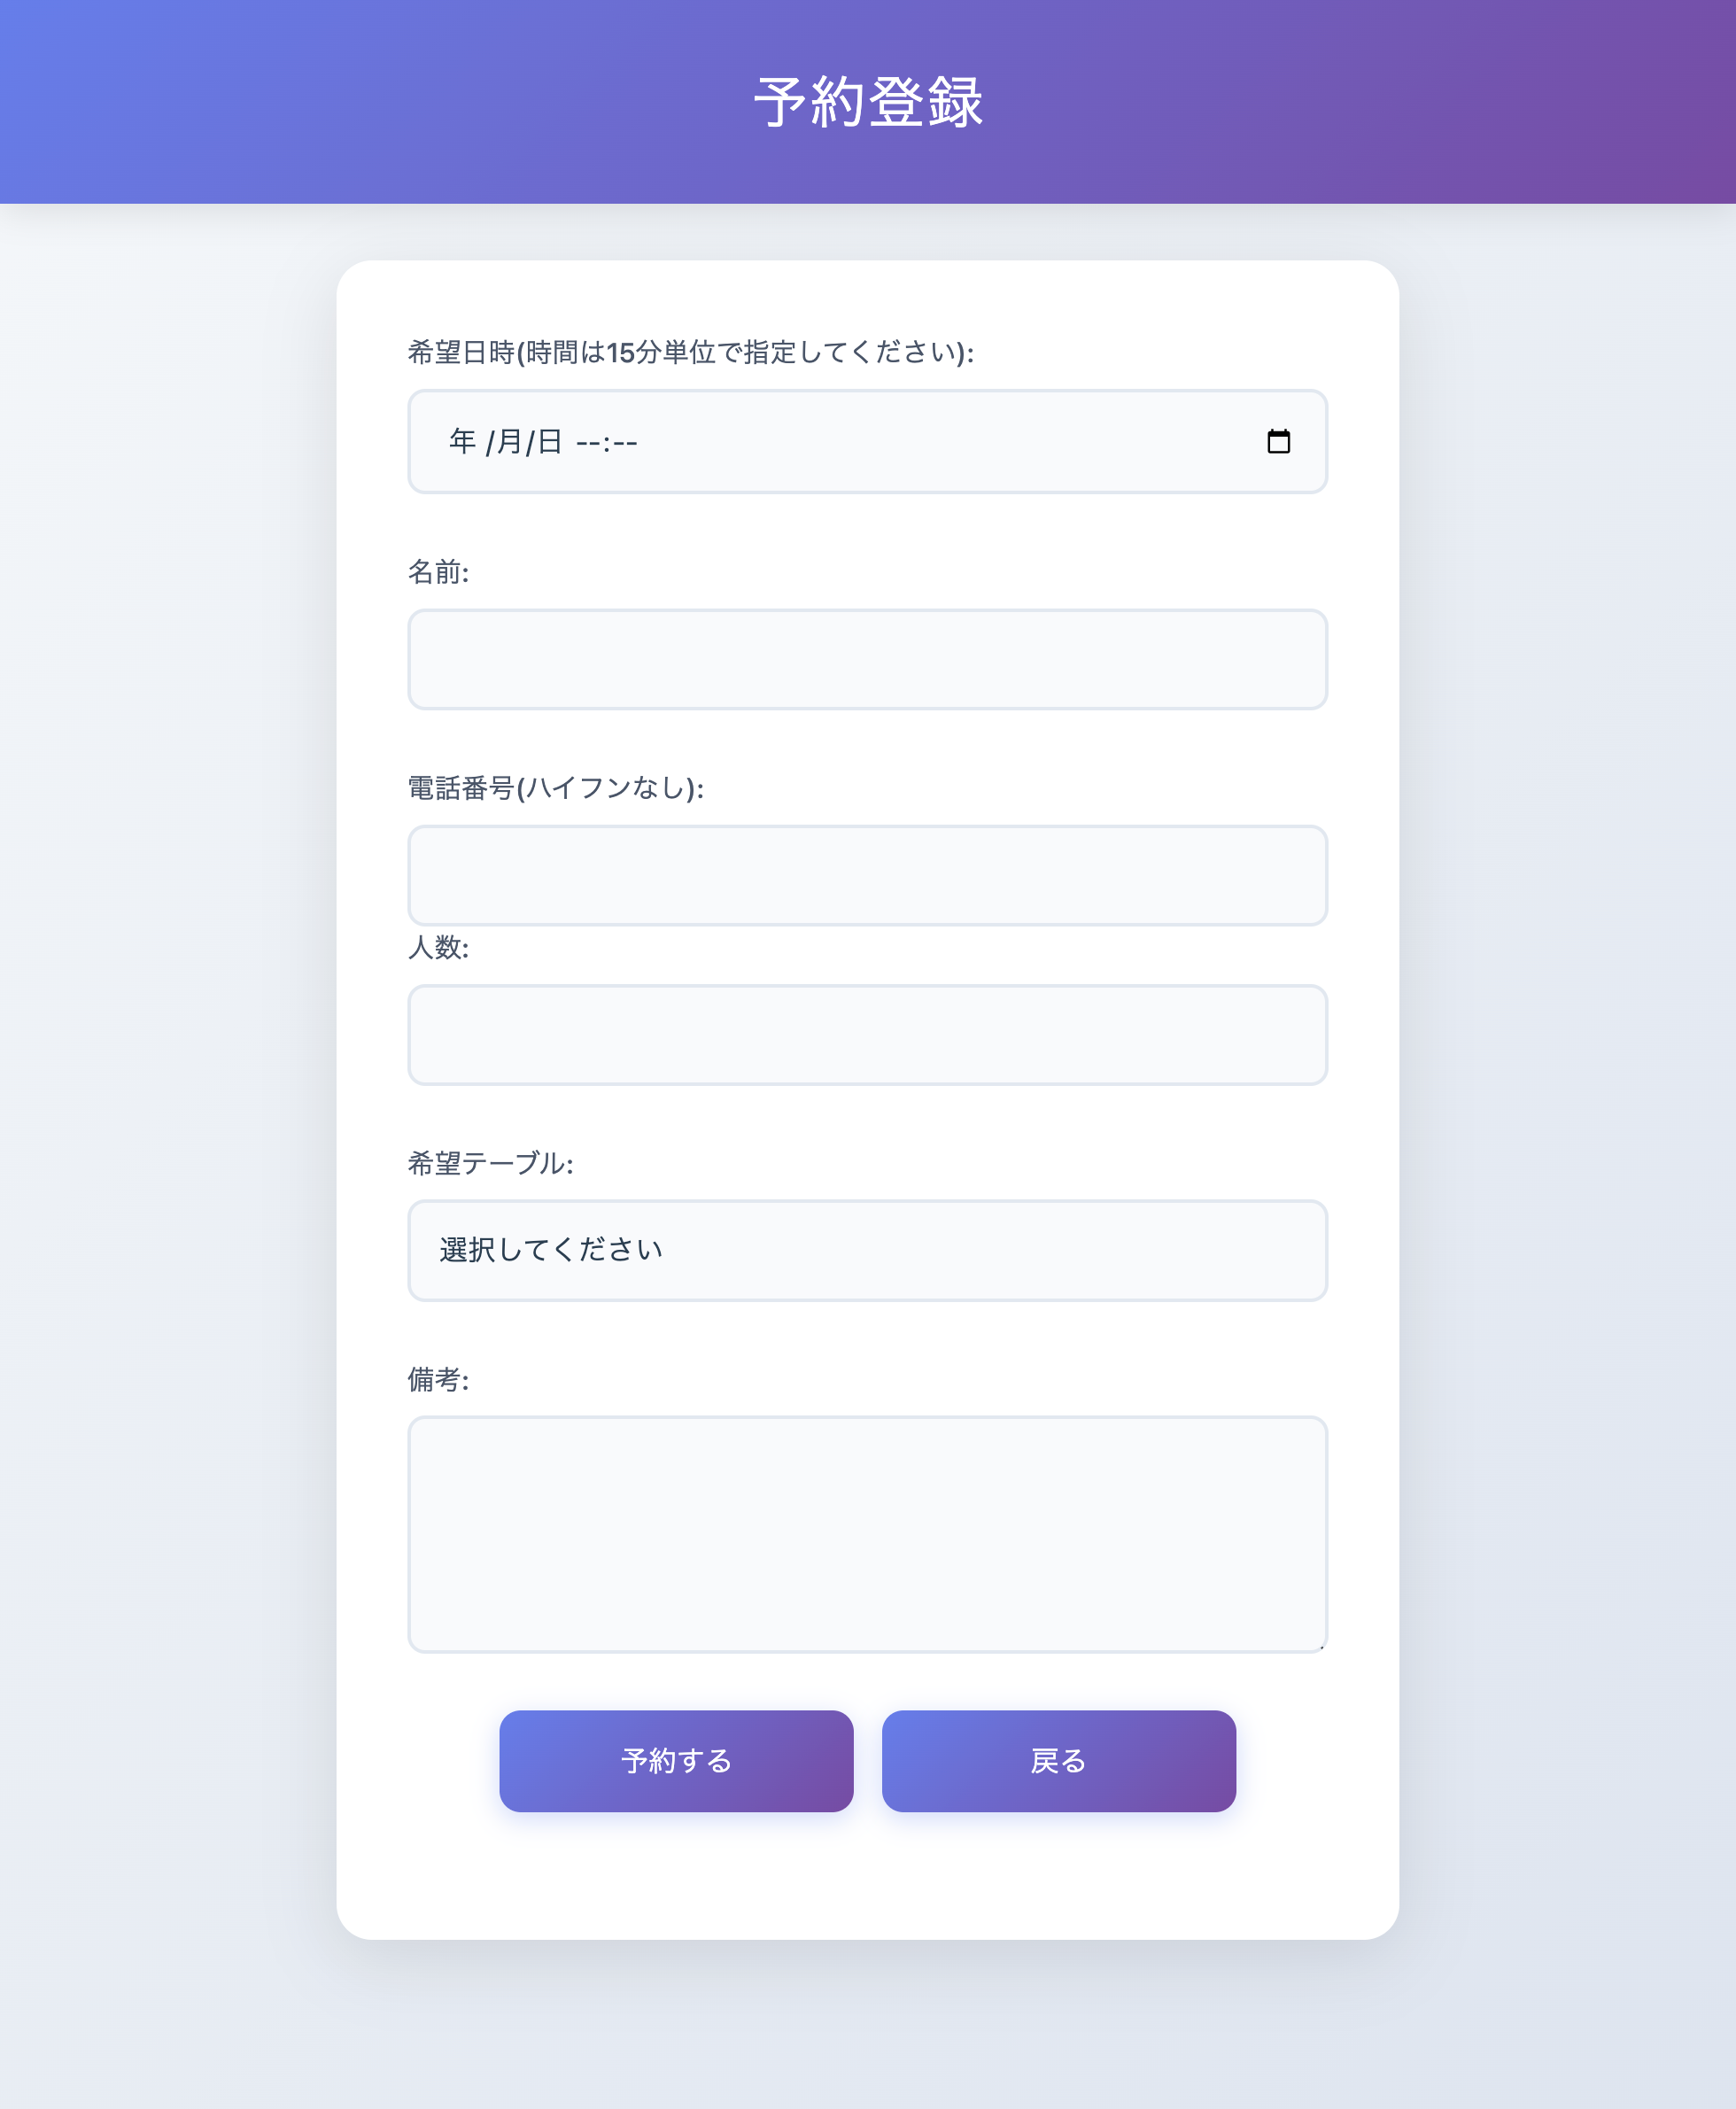 予約登録
希望日時(時間は15分単位で指定してください):
年 /月/日 --:--
名前:
電話番号(ハイフンなし):
人数:
希望テーブル:
選択してください
備考:
予約する
戻る